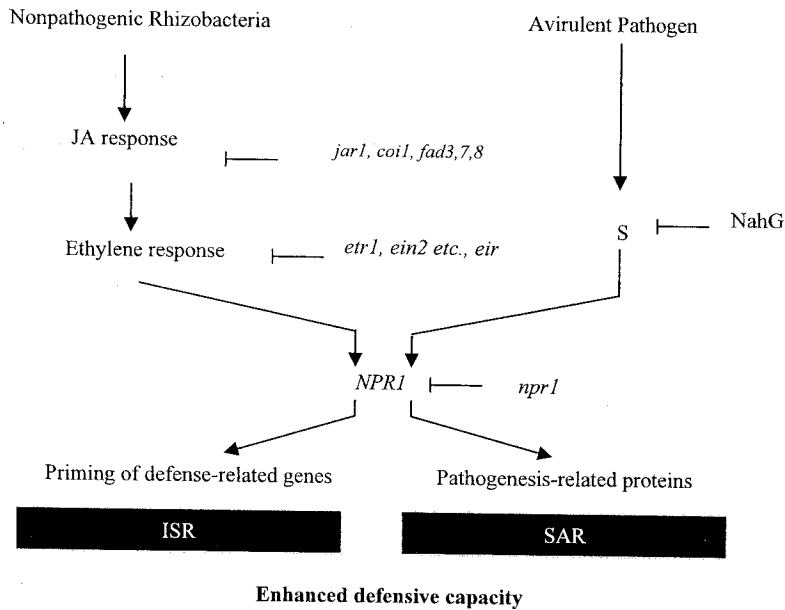 Nonpathogenic Rhizobacteria
Avirulent Pathogen
JA response
jar1, coi1, fad3,7,8
Ethylene response
etr1, ein2 etc., eir
S
NahG
NPR1
npr1
Priming of defense-related genes
Pathogenesis-related proteins
ISR
SAR
Enhanced defensive capacity